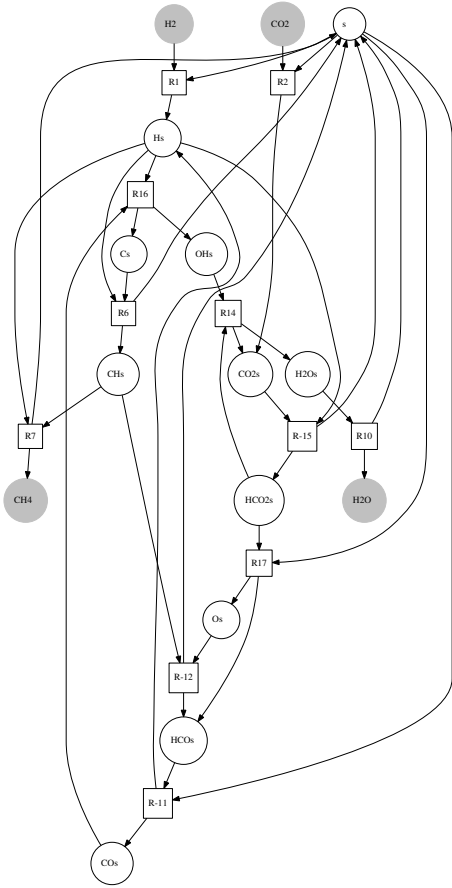 H2
CO2
s
R1
R2
Hs
R16
Cs
OHs
R6
R14
CHs
CO2s
H2Os
R7
R-15
R10
CH4
HCO2s
H2O
R17
Os
R-12
HCOs
R-11
COs